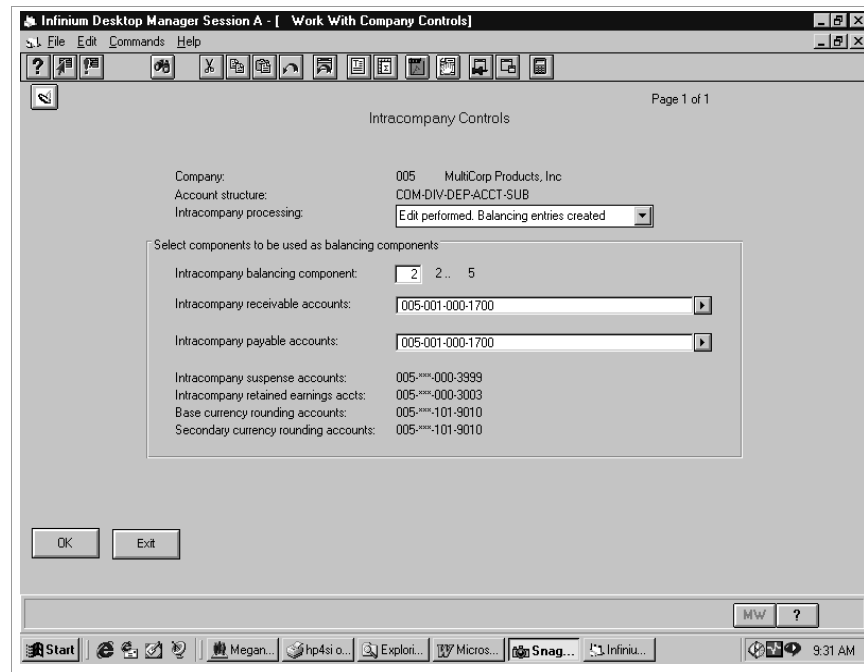 Infinium Desktop Manager Session A - [ Work With Company Controls]
File Edit Commands Help
Page 1 of 1
Intracompany Controls
Company: 005 MultiCorp Products, Inc
Account structure: COM-DIV-DEP-ACCT-SUB
Intracompany processing: Edit performed. Balancing entries created
Select components to be used as balancing components
Intracompany balancing component: 2 2.. 5
Intracompany receivable accounts: 005-001-000-1700
Intracompany payable accounts: 005-001-000-1700
Intracompany suspense accounts: 005-***-000-3999
Intracompany retained earnings accts: 005-***-000-3003
Base currency rounding accounts: 005-***-101-9010
Secondary currency rounding accounts: 005-***-101-9010
OK Exit
MW ?
Start Megan... hp4si o... Explori... Micros... Snag... Infiniu... 9:31 AM